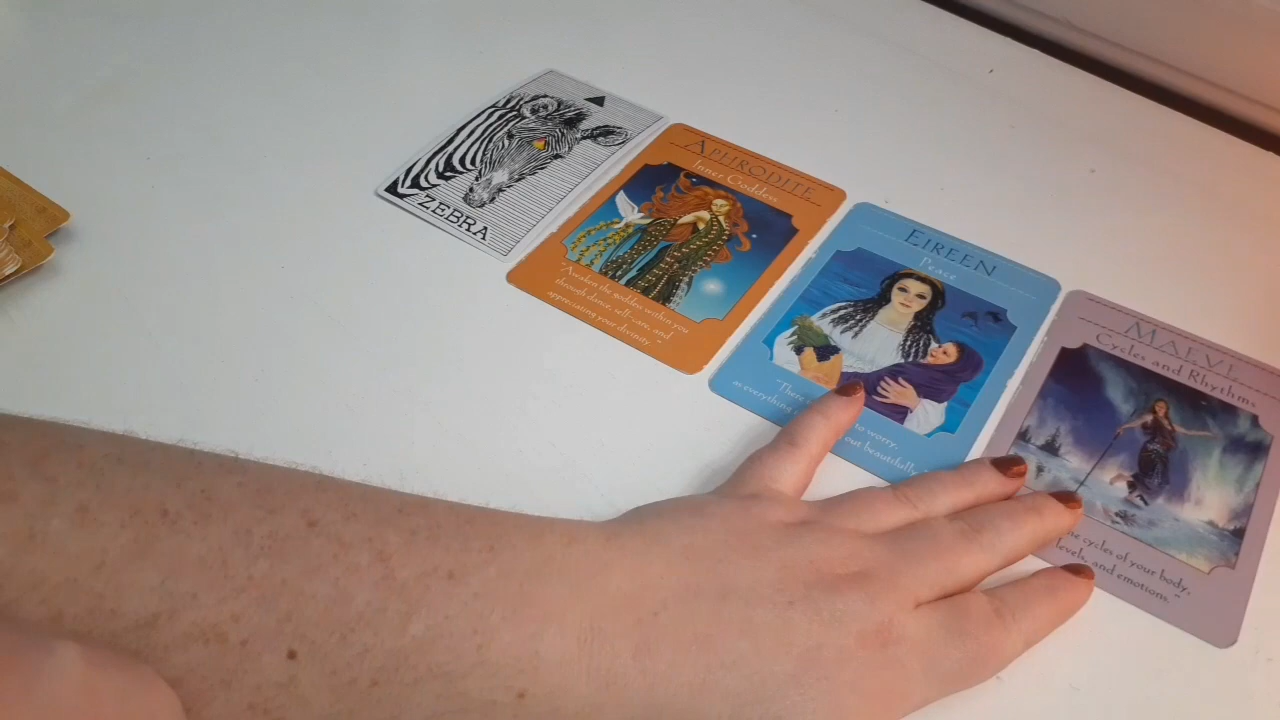 ZEBRA
APHRODITE
Inner Goddess
"Awaken the goddess within you
through dance, self-care, and
appreciating your divinity."
EIREEN
Peace
"There
as everything
to worry,
out beautifully."
MAEVE
Cycles and Rhythms
the cycles of your body,
levels, and emotions."